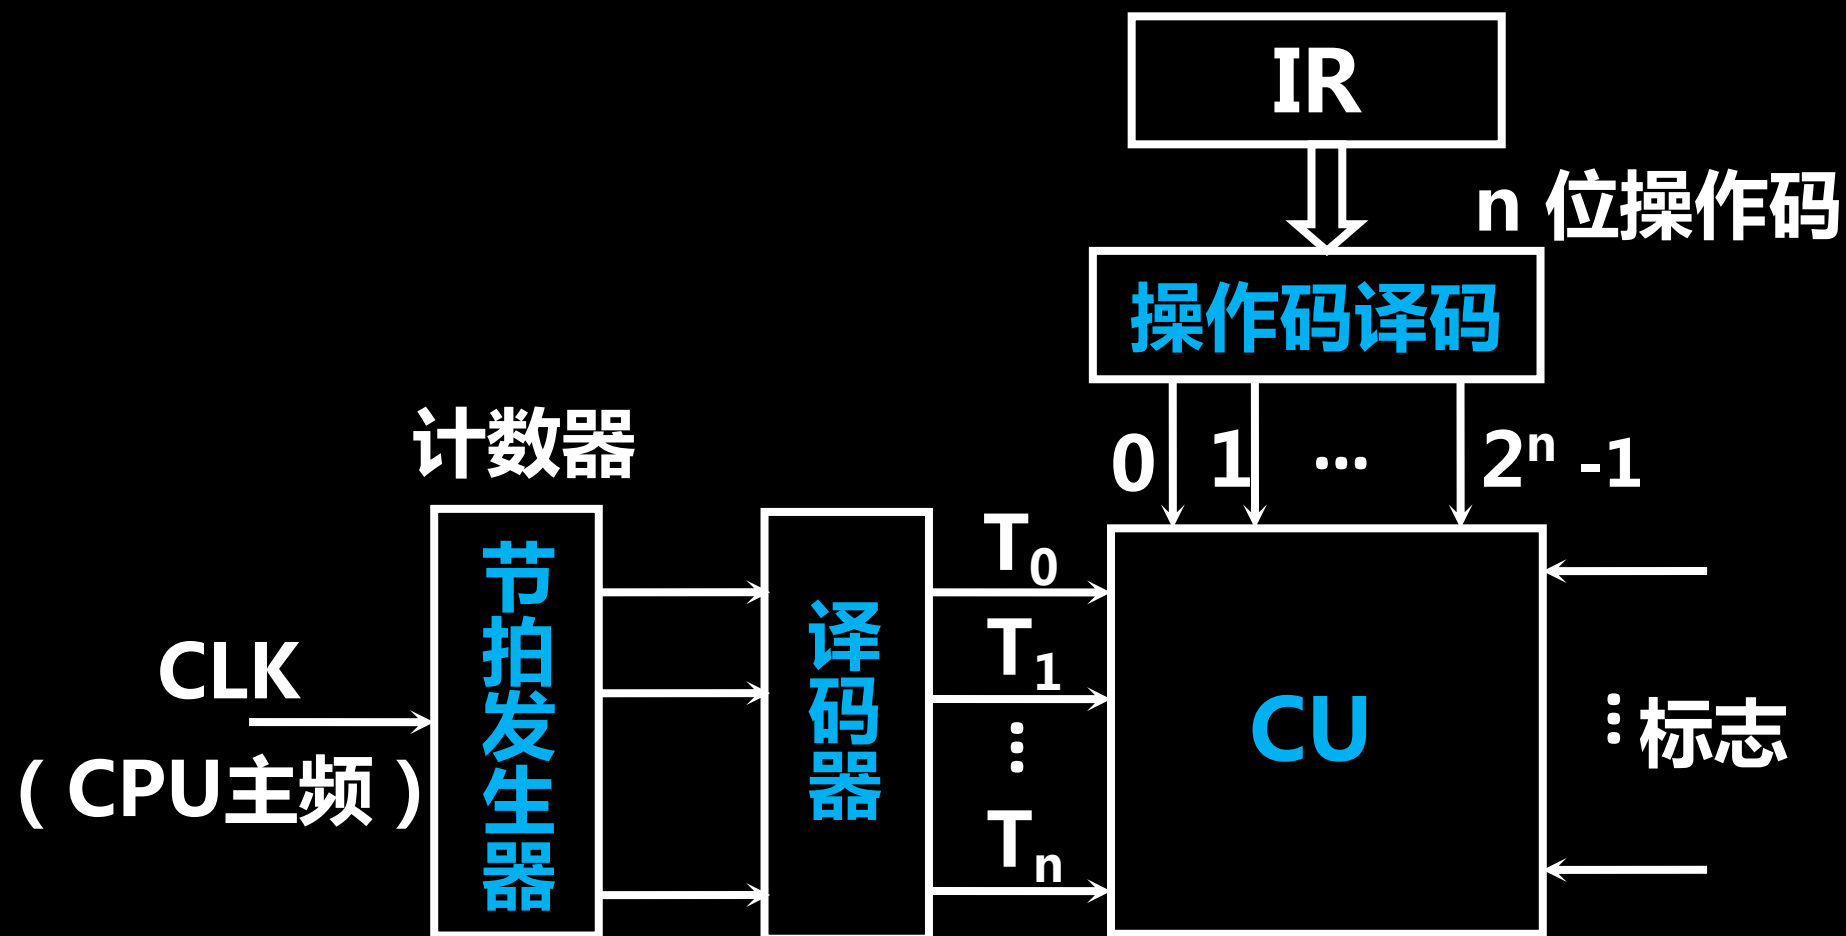 IR
n 位操作码
操作码译码
0 1 … 2ⁿ -1
计数器
节拍发生器
译码器
T₀
T₁
⋮
Tₙ
CLK
（CPU主频）
CU
⋮ 标志